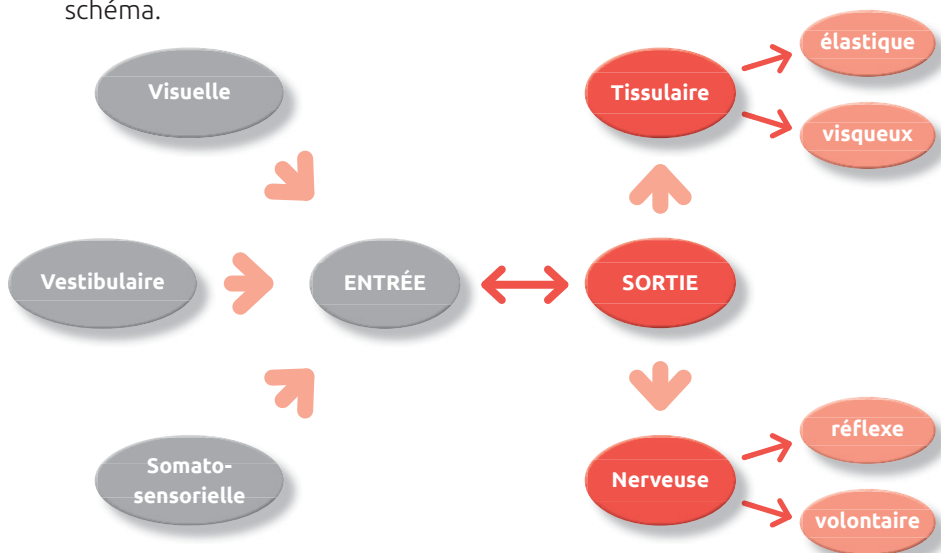 schéma.
élastique
Visuelle
Tissulaire
visqueux
Vestibulaire
ENTRÉE
SORTIE
réflexe
Somato-
sensorielle
Nerveuse
volontaire